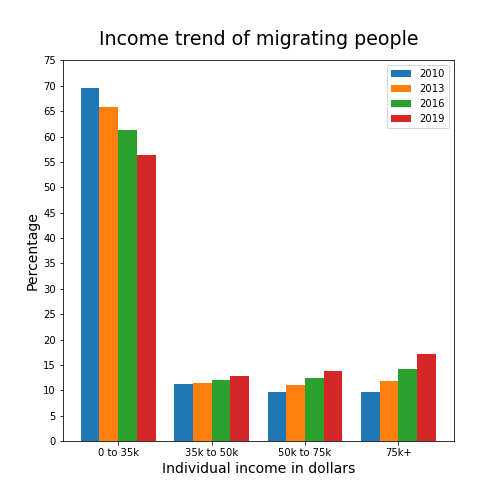 Income trend of migrating people
2010
2013
2016
2019
75
70
65
60
55
50
45
40
35
30
25
20
15
10
5
0
Percentage
0 to 35k
35k to 50k
50k to 75k
75k+
Individual income in dollars